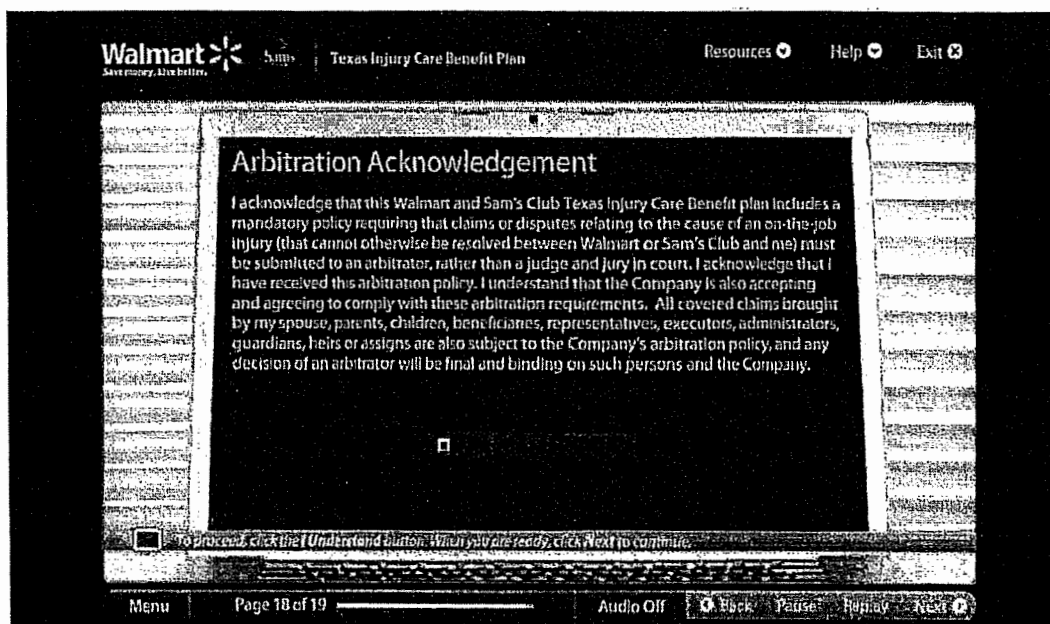 Walmart
Save money. Live better.
Sam's
Texas Injury Care Benefit Plan
Resources
Help
Exit
Arbitration Acknowledgement
I acknowledge that this Walmart and Sam's Club Texas Injury Care Benefit plan includes a
mandatory policy requiring that claims or disputes relating to the cause of an on-the-job
injury (that cannot otherwise be resolved between Walmart or Sam's Club and me) must
be submitted to an arbitrator, rather than a judge and jury in court. I acknowledge that I
have received this arbitration policy. I understand that the Company is also accepting
and agreeing to comply with these arbitration requirements. All covered claims brought
by my spouse, parents, children, beneficiaries, representatives, executors, administrators,
guardians, heirs or assigns are also subject to the Company's arbitration policy, and any
decision of an arbitrator will be final and binding on such persons and the Company.
To proceed, click the I Understand button. When you are ready, click Next to continue.
Menu
Page 18 of 19
Audio Off
Back
Pause
Replay
Next